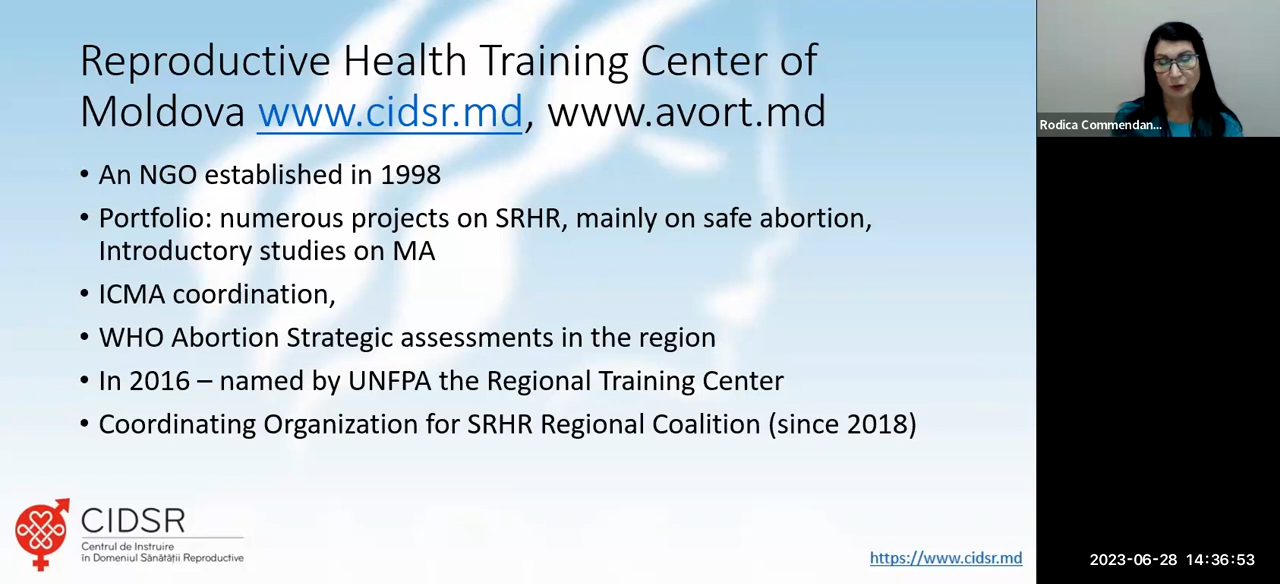 Reproductive Health Training Center of
Moldova www.cidsr.md, www.avort.md
• An NGO established in 1998
• Portfolio: numerous projects on SRHR, mainly on safe abortion,
Introductory studies on MA
• ICMA coordination,
• WHO Abortion Strategic assessments in the region
• In 2016 – named by UNFPA the Regional Training Center
• Coordinating Organization for SRHR Regional Coalition (since 2018)
CIDSR
Centrul de Instruire
în Domeniul Sănătății Reproductive
https://www.cidsr.md
Rodica Commendan...
2023-06-28 14:36:53